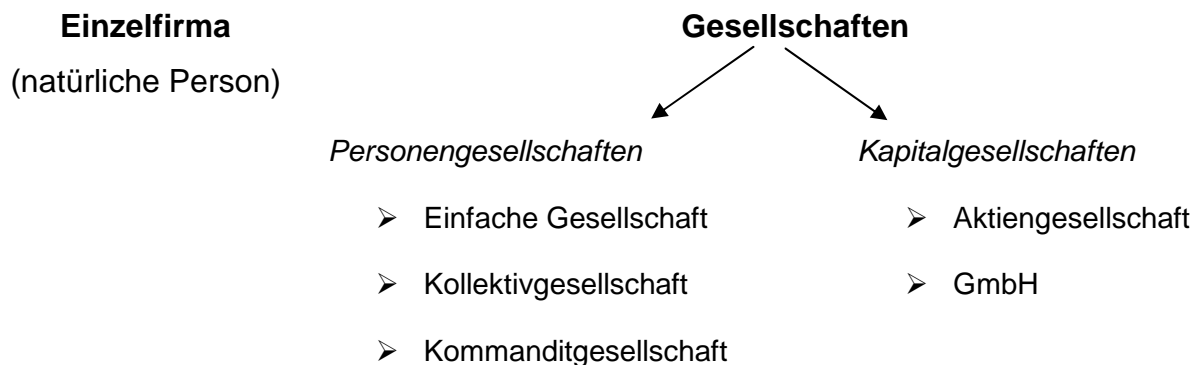 Einzelfirma
(natürliche Person)
Gesellschaften
Personengesellschaften
➢ Einfache Gesellschaft
➢ Kollektivgesellschaft
➢ Kommanditgesellschaft
Kapitalgesellschaften
➢ Aktiengesellschaft
➢ GmbH